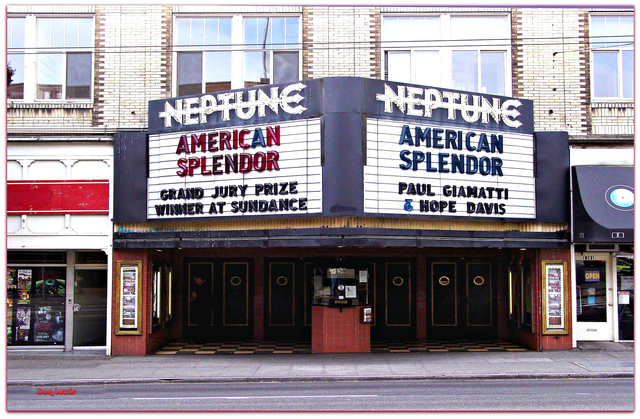 NEPTUNE
AMERICAN
SPLENDOR
GRAND JURY PRIZE
WINNER AT SUNDANCE
NEPTUNE
AMERICAN
SPLENDOR
PAUL GIAMATTI
& HOPE DAVIS
OPEN